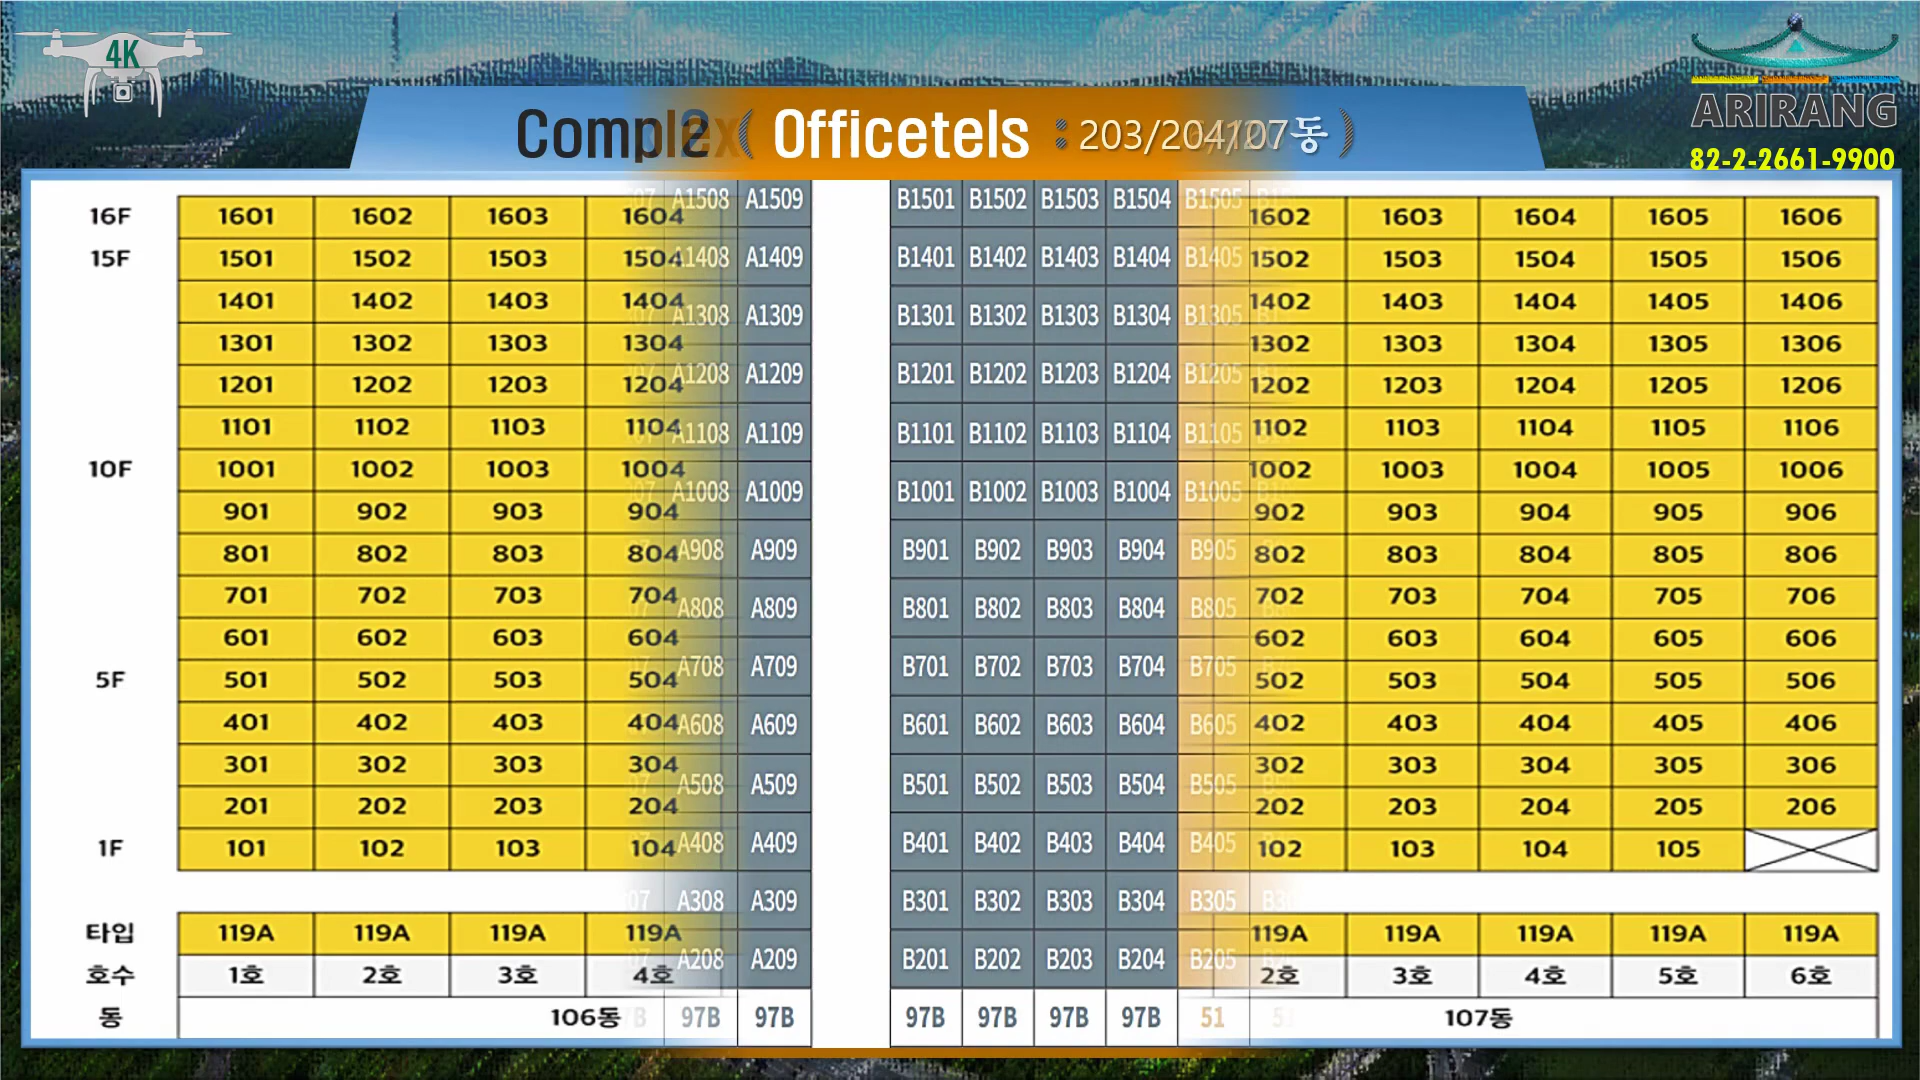 4K
ARIRANG
82-2-2661-9900
Officetels
: 203/204
16F 1601 1602 1603 1604 A1508 A1509 B1501 B1502 B1503 B1504 B1505 1602 1603 1604 1605 1606
15F 1501 1502 1503 1504 A1408 A1409 B1401 B1402 B1403 B1404 B1405 1502 1503 1504 1505 1506
1401 1402 1403 1404 A1308 A1309 B1301 B1302 B1303 B1304 B1305 1402 1403 1404 1405 1406
1301 1302 1303 1304 A1208 A1209 B1201 B1202 B1203 B1204 B1205 1302 1303 1304 1305 1306
1201 1202 1203 1204 1202 1203 1204 1205 1206
1101 1102 1103 1104 A1108 A1109 B1101 B1102 B1103 B1104 B1105 1102 1103 1104 1105 1106
10F 1001 1002 1003 1004 A1008 A1009 B1001 B1002 B1003 B1004 B1005 1002 1003 1004 1005 1006
901 902 903 904 902 903 904 905 906
801 802 803 804 A908 A909 B901 B902 B903 B904 B905 802 803 804 805 806
701 702 703 704 A808 A809 B801 B802 B803 B804 B805 702 703 704 705 706
601 602 603 604 602 603 604 605 606
5F 501 502 503 504 A708 A709 B701 B702 B703 B704 B705 502 503 504 505 506
401 402 403 404 A608 A609 B601 B602 B603 B604 B605 402 403 404 405 406
301 302 303 304 A508 A509 B501 B502 B503 B504 B505 302 303 304 305 306
201 202 203 204 202 203 204 205 206
1F 101 102 103 104 A408 A409 B401 B402 B403 B404 B405 102 103 104 105
A308 A309 B301 B302 B303 B304 B305
타입 119A 119A 119A 119A 119A 119A 119A 119A 119A
호수 1호 2호 3호 4호 A208 A209 B201 B202 B203 B204 B205 2호 3호 4호 5호 6호
동 106동 97B 97B 97B 97B 97B 97B 51 107동